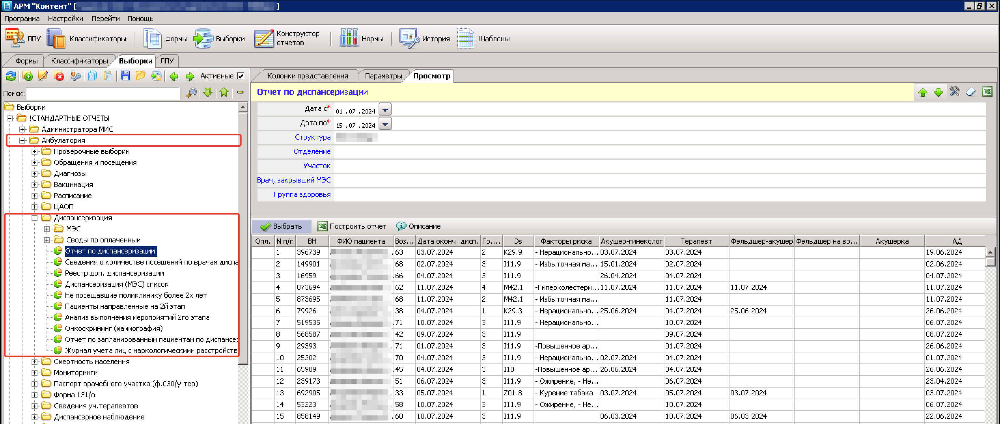 АРМ "Контент" [ ]
Программа Настройки Перейти Помощь
ЛПУ Классификаторы Формы Выборки Конструктор отчетов Нормы История Шаблоны
Формы Классификаторы Выборки ЛПУ
Активные
Поиск:
Выборки
!СТАНДАРТНЫЕ ОТЧЕТЫ
Администратора МИС
Амбулатория
Проверочные выборки
Обращения и посещения
Диагнозы
Вакцинация
Расписание
ЦАОП
Диспансеризация
МЭС
Своды по оплаченным
Отчет по диспансеризации
Сведения о количестве посещений по врачам диспа
Реестр доп. диспансеризации
Диспансеризация (МЭС) список
Не посещавшие поликлинику более 2х лет
Пациенты направленные на 2й этап
Анализ выполнения мероприятий 2го этапа
Онкоскрининг (маммография)
Отчет по запланированным пациентам по диспансер
Журнал учета лиц с наркологическими расстройств
Смертность населения
Мониторинги
Паспорт врачебного участка (ф.030/у-тер)
Форма 131/о
Сведения уч.терапевтов
Диспансерное наблюдение
Колонки представления Параметры Просмотр
Отчет по диспансеризации
Дата с* 01 . 07 . 2024
Дата по* 15 . 07 . 2024
Структура
Отделение
Участок
Врач, закрывший МЭС
Группа здоровья
Выбрать Построить отчет Описание
Опл. N п/п ВН ФИО пациента Воз... Дата оконч. дисп. Гр.... Ds Факторы риска Акушер-гинеколог Терапевт Фельдшер-акушер Фельдшер на вр... Акушерка АД
1 396739 63 03.07.2024 2 K29.9 - Нерационально... 03.07.2024 03.07.2024 19.06.2024
2 149901 68 02.07.2024 3 I11.9 - Избыточная ма... 15.01.2024 02.07.2024 02.06.2024
3 16959 66 04.07.2024 3 I11.9 26.04.2024 04.07.2024 04.07.2024
4 873694 62 11.07.2024 4 M42.1 -Гиперхолестери... 11.07.2024 11.07.2024 11.07.2024 11.07.2024
5 873695 68 11.07.2024 2 M42.1 - Избыточная ма... 11.07.2024 11.07.2024
6 79926 38 04.07.2024 1 K29.3 - Нерационально... 25.06.2024 04.07.2024 25.06.2024 26.06.2024
7 519535 71 10.07.2024 3 I11.9 - Нерационально... 10.07.2024 06.07.2024
8 568587 42 09.07.2024 3 I11.9 09.07.2024 08.07.2024
9 29393 71 01.07.2024 3 I11.9 -Повышенное ар... 01.07.2024 26.06.2024
10 25202 70 04.07.2024 3 I11.9 - Нерационально... 02.07.2024 04.07.2024 01.07.2024
11 65989 45 04.07.2024 3 I10 -Повышенное ар... 26.06.2024 04.07.2024 26.06.2024
12 239173 51 06.07.2024 3 I11.9 - Ожирение, - Не... 06.07.2024 23.04.2024
13 692905 33 05.07.2024 1 Z01.8 - Курение табака 03.07.2024 05.07.2024 03.07.2024 03.07.2024
14 53223 58 10.07.2024 3 I11.9 - Ожирение, - Не... 10.07.2024 06.07.2024
15 858149 60 10.07.2024 3 I11.9 06.03.2024 10.07.2024 06.03.2024 22.06.2024